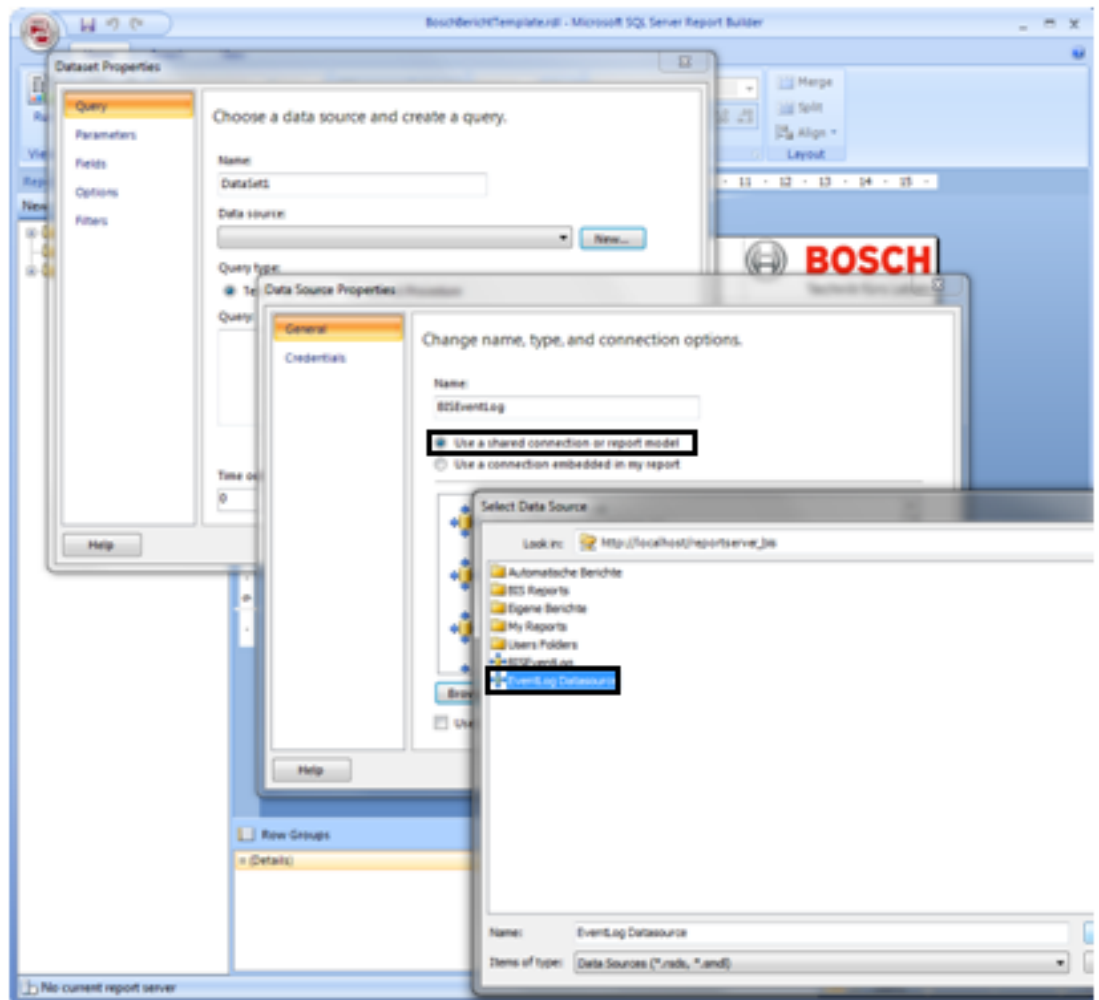 BoschBerichtTemplate.rdl - Microsoft SQL Server Report Builder
Dataset Properties
Merge
Split
Align
Layout
Query
Parameters
Fields
Options
Filters
Choose a data source and create a query.
Name:
DataSet1
Data source:
New...
Query type:
Query:
0
Help
11 12 13 14 15
BOSCH
Data Source Properties
General
Credentials
Change name, type, and connection options.
Name:
BISEventLog
Use a shared connection or report model
Use a connection embedded in my report
Help
Select Data Source
Look in: http://localhost/reportserver_bis
Automatische Berichte
BIS Reports
Eigene Berichte
My Reports
Users Folders
BISEventLog
EventLog Datasource
Name: EventLog Datasource
Items of type: Data Sources (*.rsds, *.smdl)
Row Groups
(Details)
No current report server